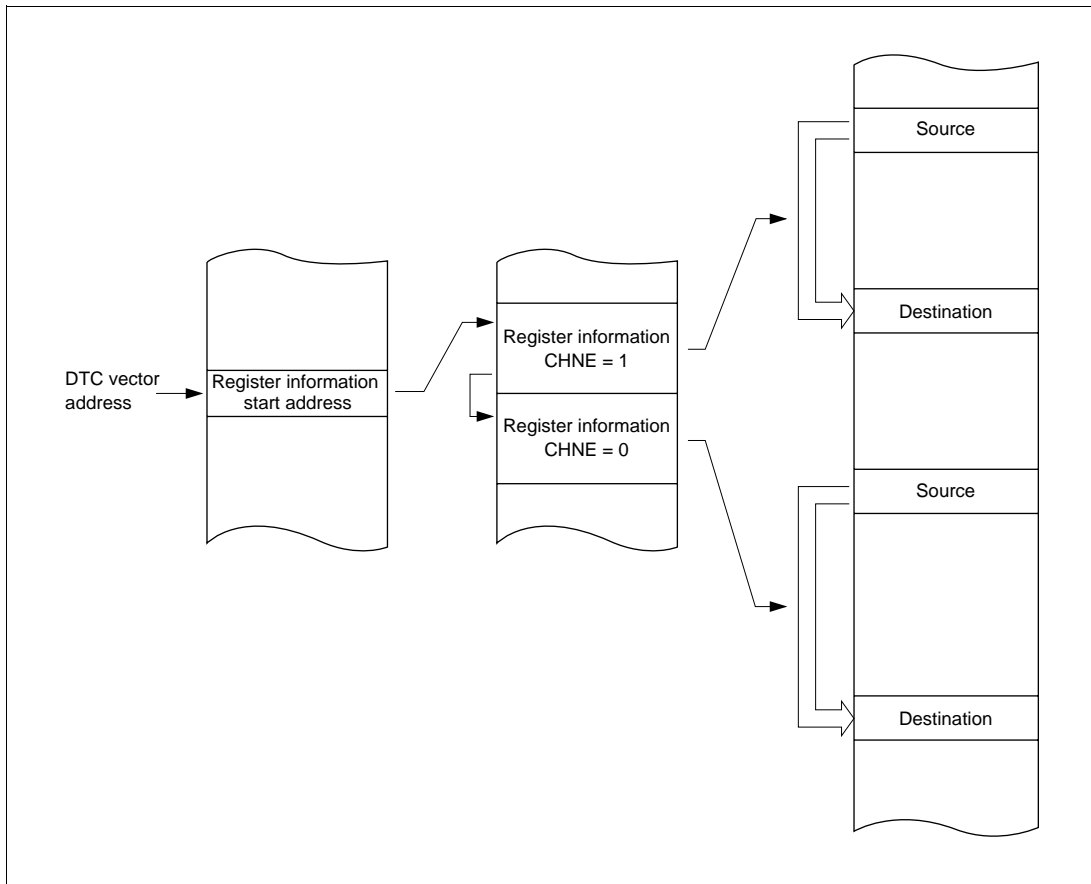 DTC vector
address
Register information
start address
Register information
CHNE = 1
Register information
CHNE = 0
Source
Destination
Source
Destination